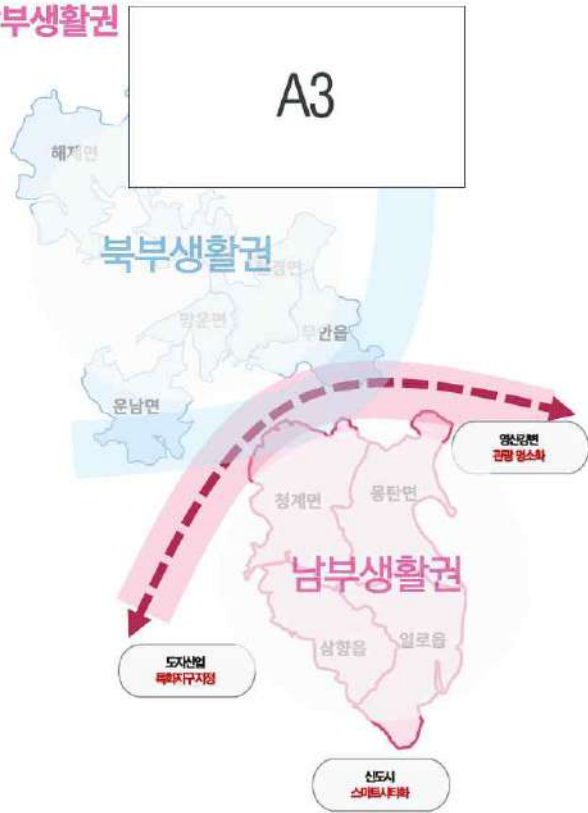 부생활권
A3
해제면
북부생활권
망운면
무안읍
운남면
영산강변
관광 명소화
청계면
몽탄면
남부생활권
삼향읍
일로읍
도자산업
특화지구 지정
신도시
스마트시티화